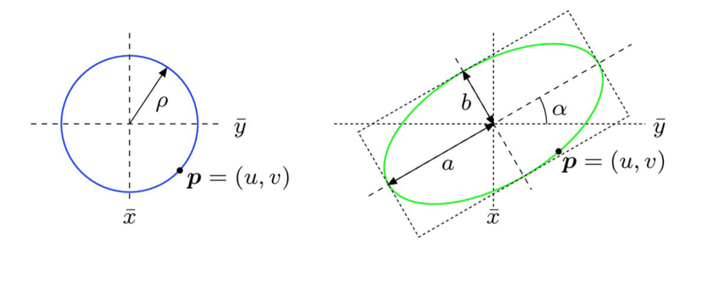 ρ
ȳ
p = (u, v)
x̄
b
α
ȳ
a
p = (u, v)
x̄